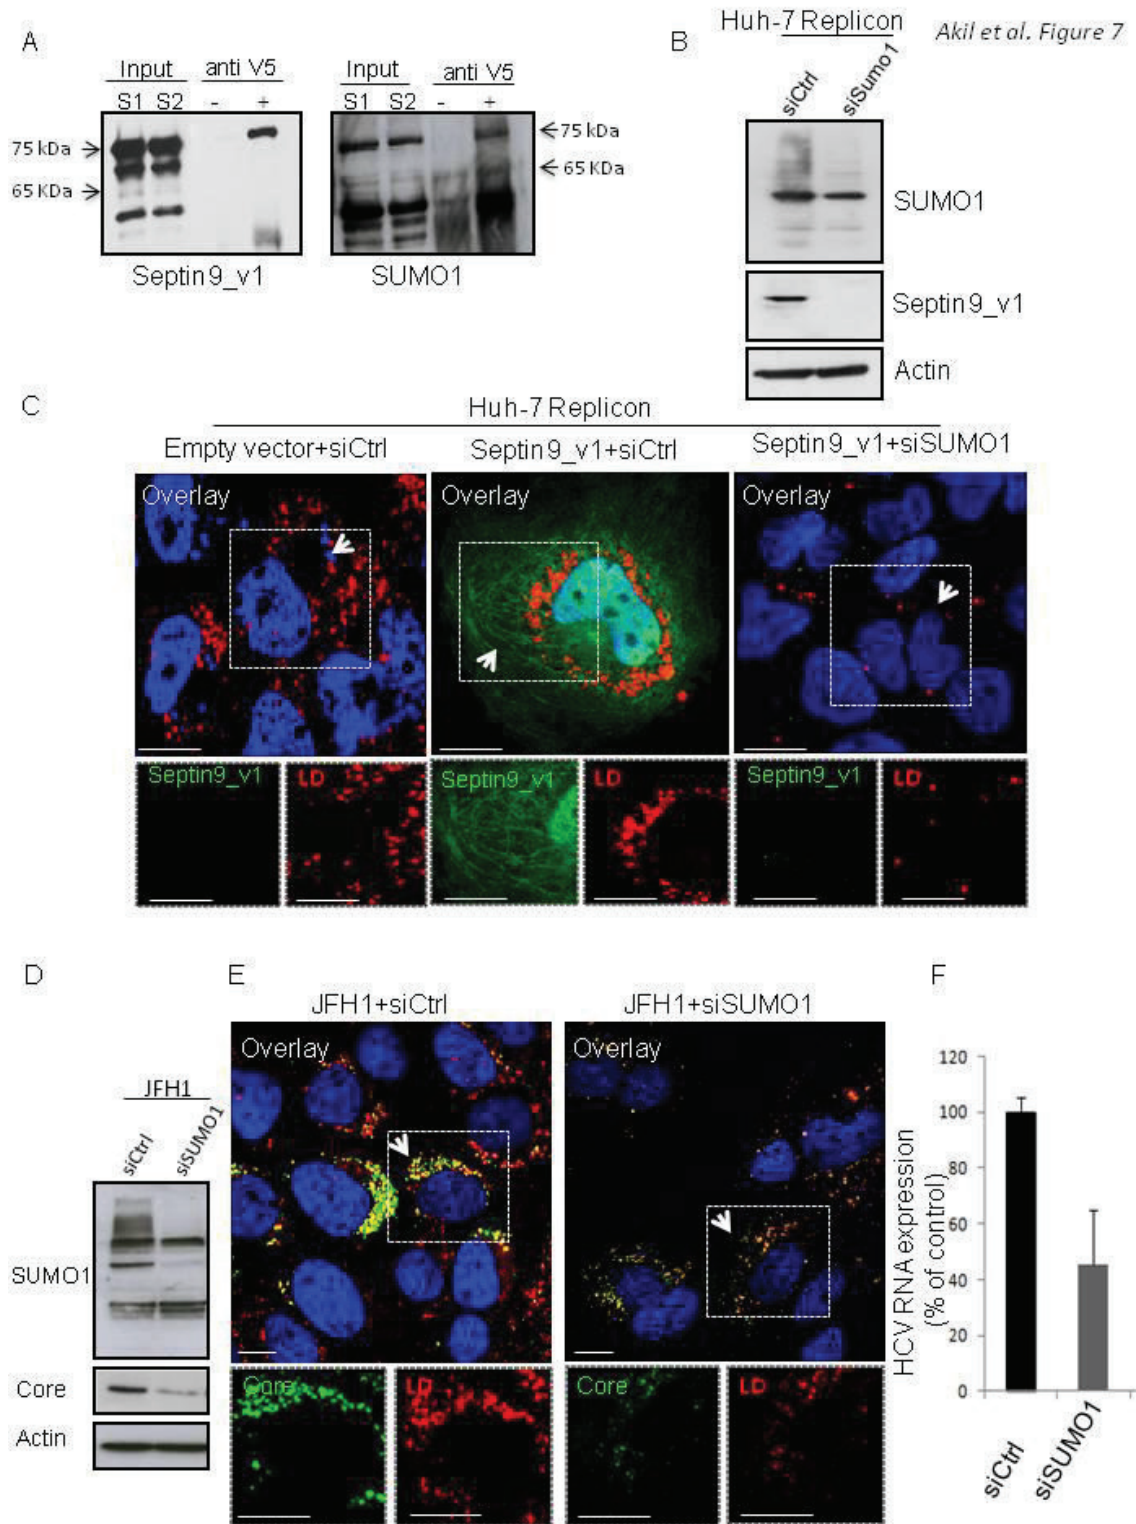 Akil et al. Figure 7
A
Input anti V5
S1 S2 - +
75 kDa
65 KDa
Septin9_v1
Input anti V5
S1 S2 - +
75 kDa
65 KDa
SUMO1
B
Huh-7 Replicon
siCtrl siSumo1
SUMO1
Septin9_v1
Actin
C
Huh-7 Replicon
Empty vector+siCtrl Septin9_v1+siCtrl Septin9_v1+siSUMO1
Overlay Overlay Overlay
Septin9_v1 LD Septin9_v1 LD Septin9_v1 LD
D
JFH1
siCtrl siSUMO1
SUMO1
Core
Actin
E
JFH1+siCtrl JFH1+siSUMO1
Overlay Overlay
Core LD Core LD
F
HCV RNA expression
(% of control)
120
100
80
60
40
20
0
siCtrl siSUMO1